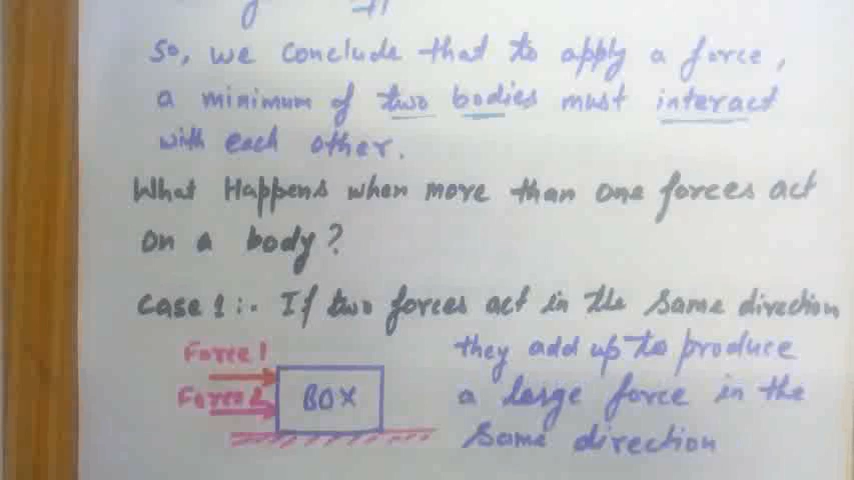 So, we conclude that to apply a force,
a minimum of two bodies must interact
with each other.
What Happens when more than one forces act
on a body?
Case 1:- If two forces act in the same direction
they add up to produce
a large force in the
same direction
Force 1
Force 2
BOX